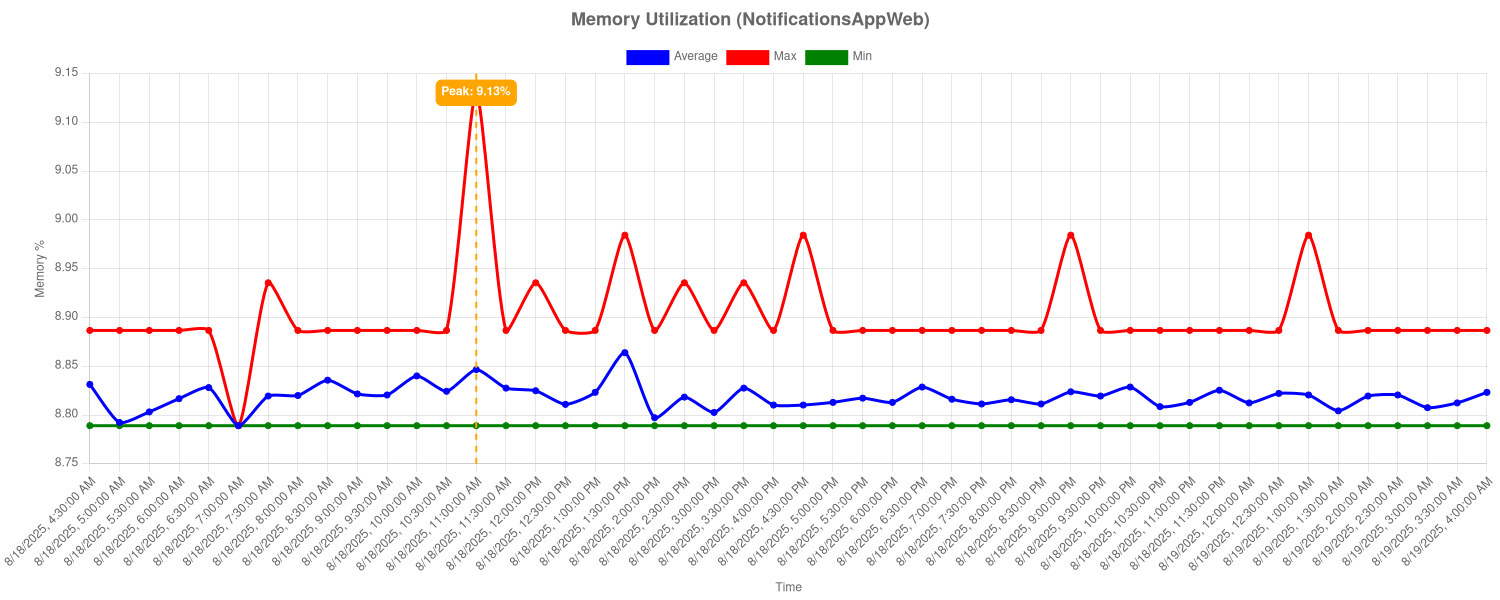 Memory Utilization (NotificationsAppWeb)
Average Max Min
Peak: 9.13%
9.15
9.10
9.05
9.00
8.95
8.90
8.85
8.80
8.75
Memory %
8/18/2025, 4:30:00 AM
8/18/2025, 5:00:00 AM
8/18/2025, 5:30:00 AM
8/18/2025, 6:00:00 AM
8/18/2025, 6:30:00 AM
8/18/2025, 7:00:00 AM
8/18/2025, 7:30:00 AM
8/18/2025, 8:00:00 AM
8/18/2025, 8:30:00 AM
8/18/2025, 9:00:00 AM
8/18/2025, 9:30:00 AM
8/18/2025, 10:00:00 AM
8/18/2025, 10:30:00 AM
8/18/2025, 11:00:00 AM
8/18/2025, 11:30:00 AM
8/18/2025, 12:00:00 PM
8/18/2025, 12:30:00 PM
8/18/2025, 1:00:00 PM
8/18/2025, 1:30:00 PM
8/18/2025, 2:00:00 PM
8/18/2025, 2:30:00 PM
8/18/2025, 3:00:00 PM
8/18/2025, 3:30:00 PM
8/18/2025, 4:00:00 PM
8/18/2025, 4:30:00 PM
8/18/2025, 5:00:00 PM
8/18/2025, 5:30:00 PM
8/18/2025, 6:00:00 PM
8/18/2025, 6:30:00 PM
8/18/2025, 7:00:00 PM
8/18/2025, 7:30:00 PM
8/18/2025, 8:00:00 PM
8/18/2025, 8:30:00 PM
8/18/2025, 9:00:00 PM
8/18/2025, 9:30:00 PM
8/18/2025, 10:00:00 PM
8/18/2025, 10:30:00 PM
8/18/2025, 11:00:00 PM
8/18/2025, 11:30:00 PM
8/19/2025, 12:00:00 AM
8/19/2025, 12:30:00 AM
8/19/2025, 1:00:00 AM
8/19/2025, 1:30:00 AM
8/19/2025, 2:00:00 AM
8/19/2025, 2:30:00 AM
8/19/2025, 3:00:00 AM
8/19/2025, 3:30:00 AM
8/19/2025, 4:00:00 AM
Time